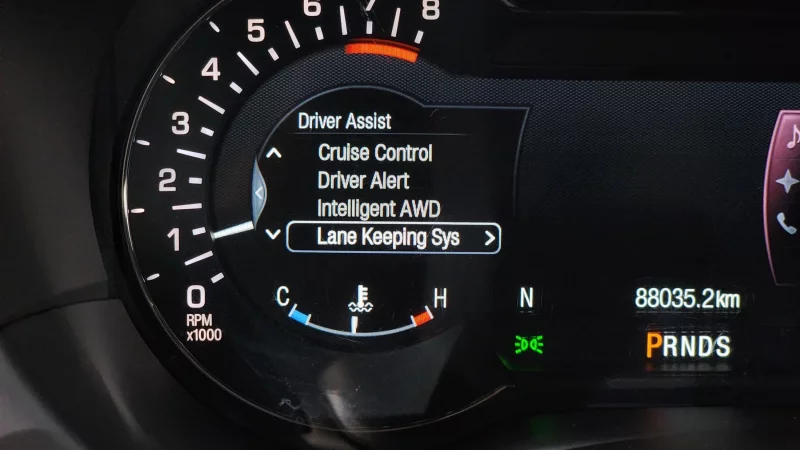 8
7
6
5
4
3
2
1
0
RPM
x1000
Driver Assist
Cruise Control
Driver Alert
Intelligent AWD
Lane Keeping Sys
C
H
N
88035.2km
PRNDS